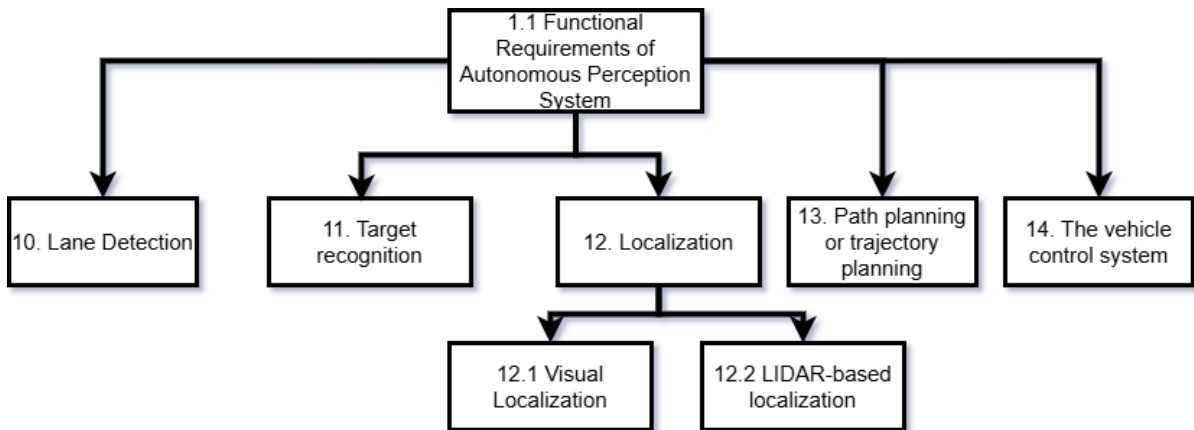 1.1 Functional
Requirements of
Autonomous Perception
System
10. Lane Detection
11. Target
recognition
12. Localization
13. Path planning
or trajectory
planning
14. The vehicle
control system
12.1 Visual
Localization
12.2 LIDAR-based
localization